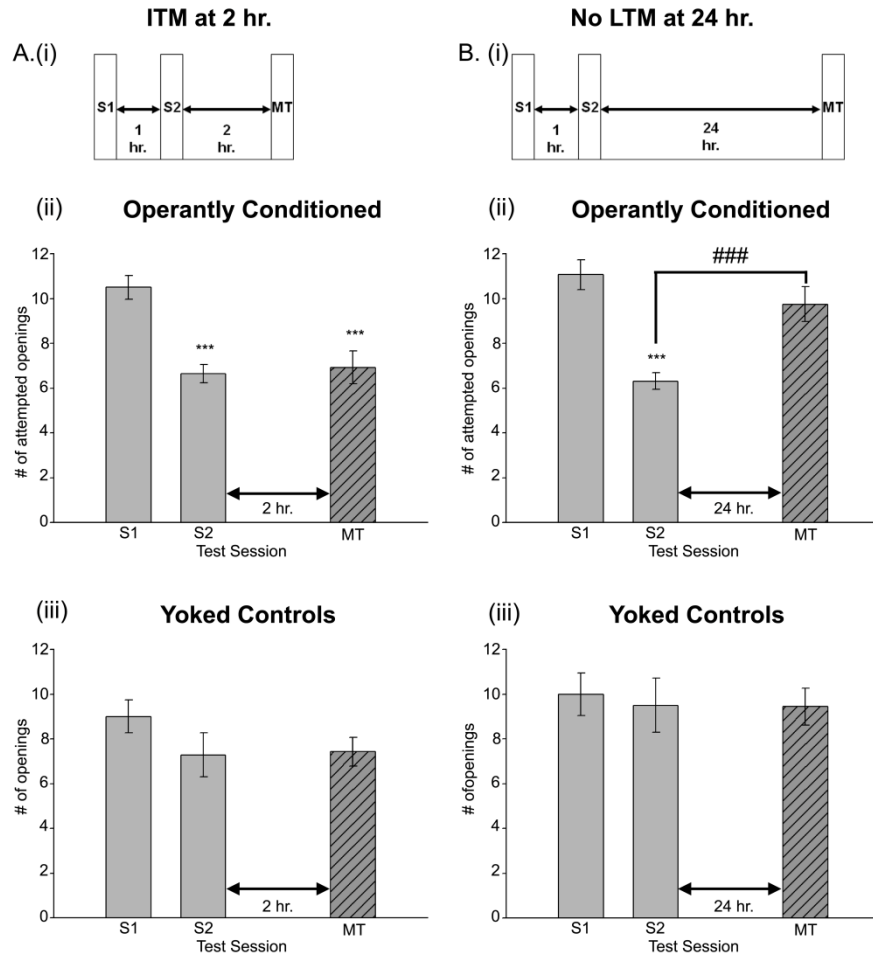 ITM at 2 hr.
A.(i)
S1
S2
MT
1
hr.
2
hr.
(ii) Operantly Conditioned
# of attempted openings
12
10
8
6
4
2
0
***
***
2 hr.
S1
S2
MT
Test Session
(iii) Yoked Controls
# of openings
12
10
8
6
4
2
0
2 hr.
S1
S2
MT
Test Session
No LTM at 24 hr.
B. (i)
S1
S2
MT
1
hr.
24
hr.
(ii) Operantly Conditioned
# of attempted openings
12
10
8
6
4
2
0
***
###
24 hr.
S1
S2
MT
Test Session
(iii) Yoked Controls
# ofopenings
12
10
8
6
4
2
0
24 hr.
S1
S2
MT
Test Session